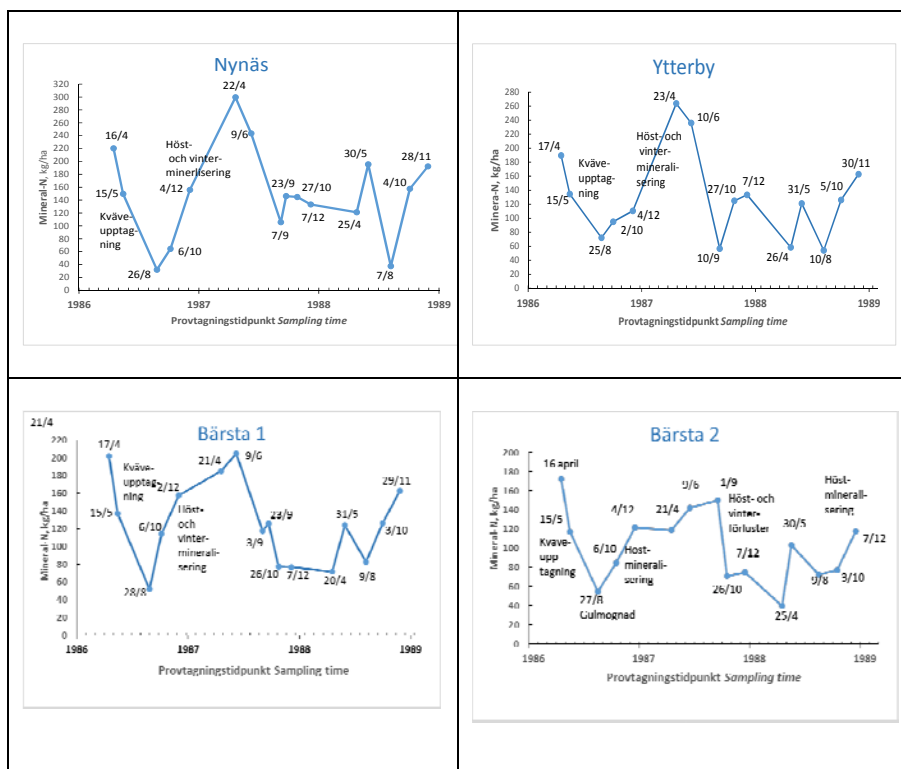 Nynäs
Mineral-N, kg/ha
320
300
280
260
240
220
200
180
160
140
120
100
80
60
40
20
0
16/4
15/5
Kväve-
upptag-
ning
26/8
6/10
4/12
Höst-
och vinter-
minerlisering
22/4
9/6
7/9
23/9
27/10
7/12
25/4
30/5
7/8
4/10
28/11
1986
1987
1988
1989
Provtagningstidpunkt Sampling time
Ytterby
Minera-N, kg/ha
280
260
240
220
200
180
160
140
120
100
80
60
40
20
0
17/4
15/5
Kväve-
upptag-
ning
25/8
2/10
4/12
Höst-och
vinter-
minerali-
sering
23/4
10/6
10/9
27/10
7/12
26/4
31/5
10/8
5/10
30/11
1986
1987
1988
1989
Provtagningstidpunkt Sampling time
21/4
Bärsta 1
Mineral-N, kg/ha
220
200
180
160
140
120
100
80
60
40
20
0
17/4
15/5
Kväve-
upptag-
ning
28/8
6/10
2/12
Höst-
och
vinter-
minerali-
sering
21/4
9/6
3/9
23/9
26/10
7/12
20/4
31/5
9/8
3/10
29/11
1986
1987
1988
1989
Provtagningstidpunkt Sampling time
Bärsta 2
Mineral-N, kg/ha
200
180
160
140
120
100
80
60
40
20
0
16 april
15/5
Kväve-
upp
tagning
27/8
Gulmognad
6/10
4/12
Höst-
minerali-
sering
21/4
9/6
1/9
Höst- och
vinter-
förluster
26/10
7/12
25/4
30/5
9/8
3/10
Höst-
minerali-
sering
7/12
1986
1987
1988
1989
Provtagningstidpunkt Sampling time